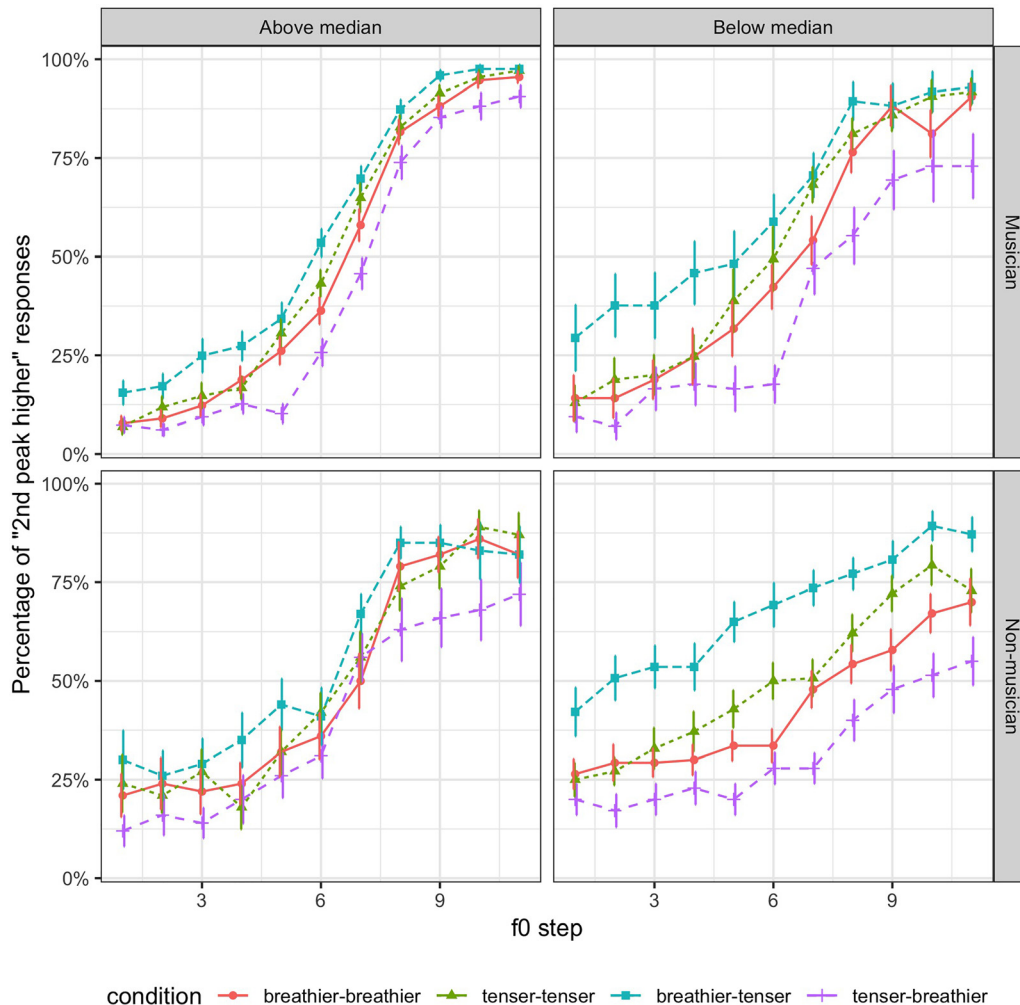 Above median
Below median
100%
75%
50%
25%
0%
Musician
100%
75%
50%
25%
0%
Non-musician
Percentage of "2nd peak higher" responses
3 6 9
3 6 9
f0 step
condition breathier-breathier tenser-tenser breathier-tenser tenser-breathier